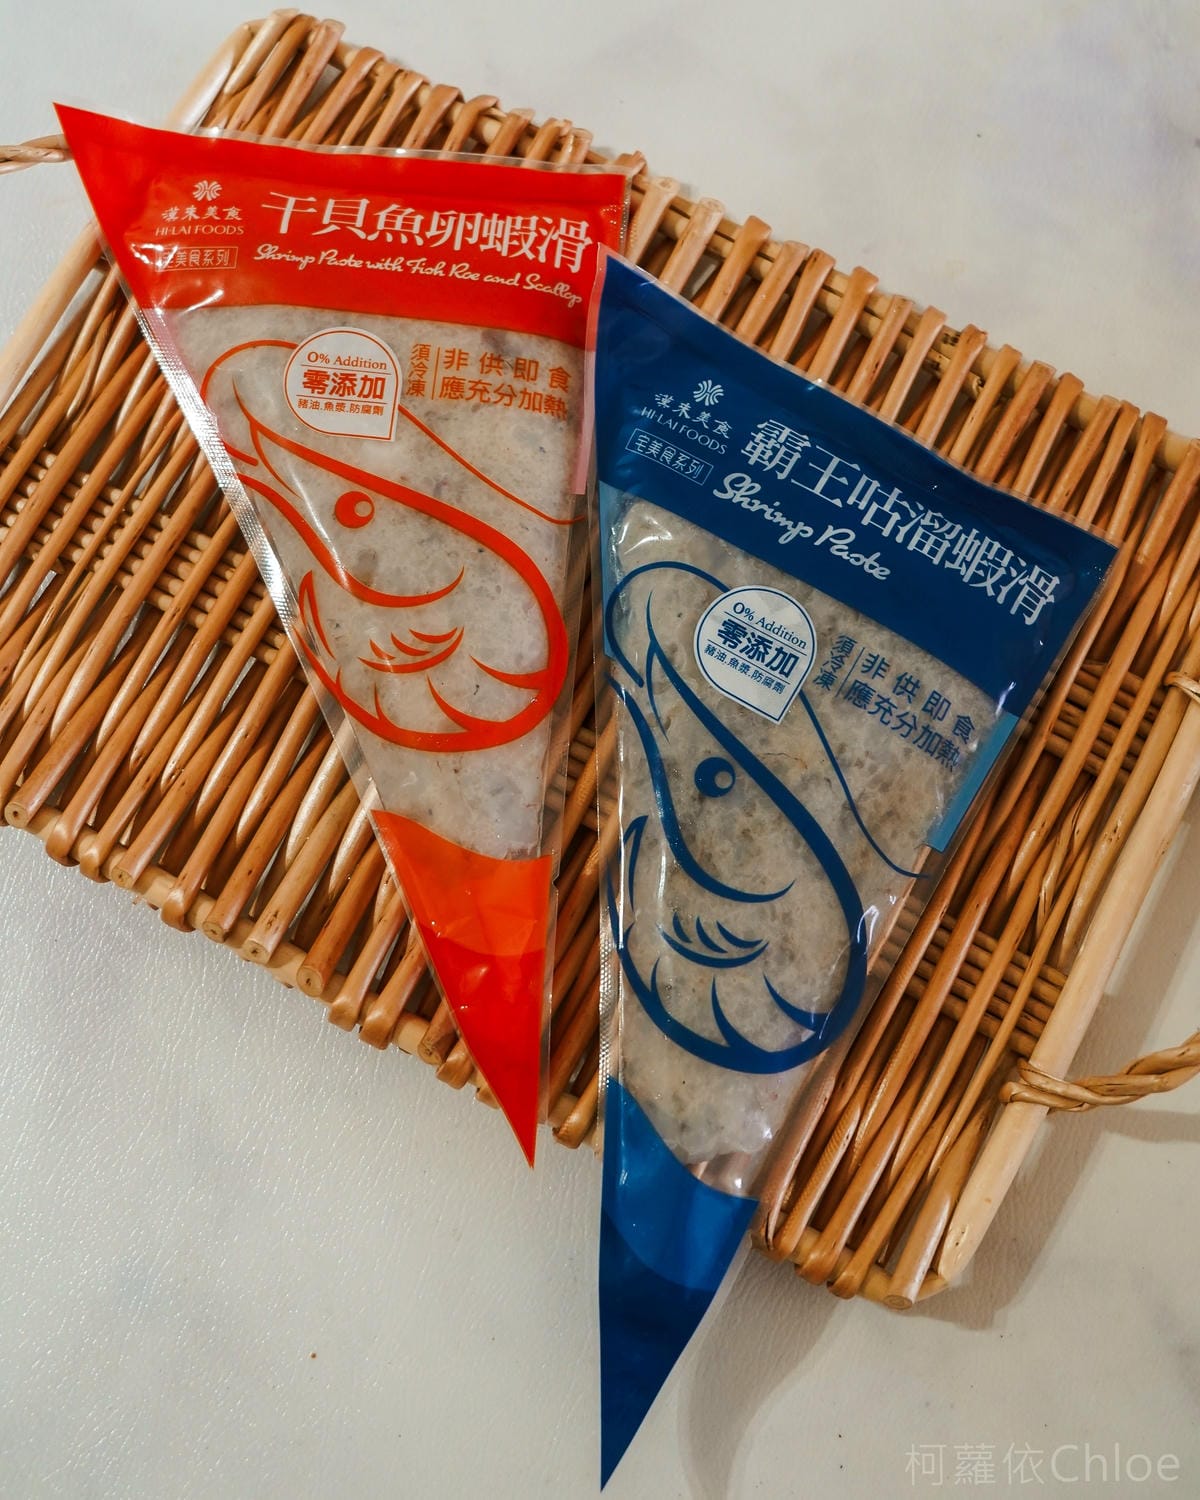 漢來美食
HI-LAI FOODS
宅美食系列
干貝魚卵蝦滑
Shrimp Paste with Fish Roe and Scallop
0% Addition
零添加
豬油.魚漿.防腐劑
須冷凍
非供即食
應充分加熱
漢來美食
HI-LAI FOODS
宅美食系列
霸王咕溜蝦滑
Shrimp Paste
0% Addition
零添加
豬油.魚漿.防腐劑
須冷凍
非供即食
應充分加熱
柯蘿依Chloe